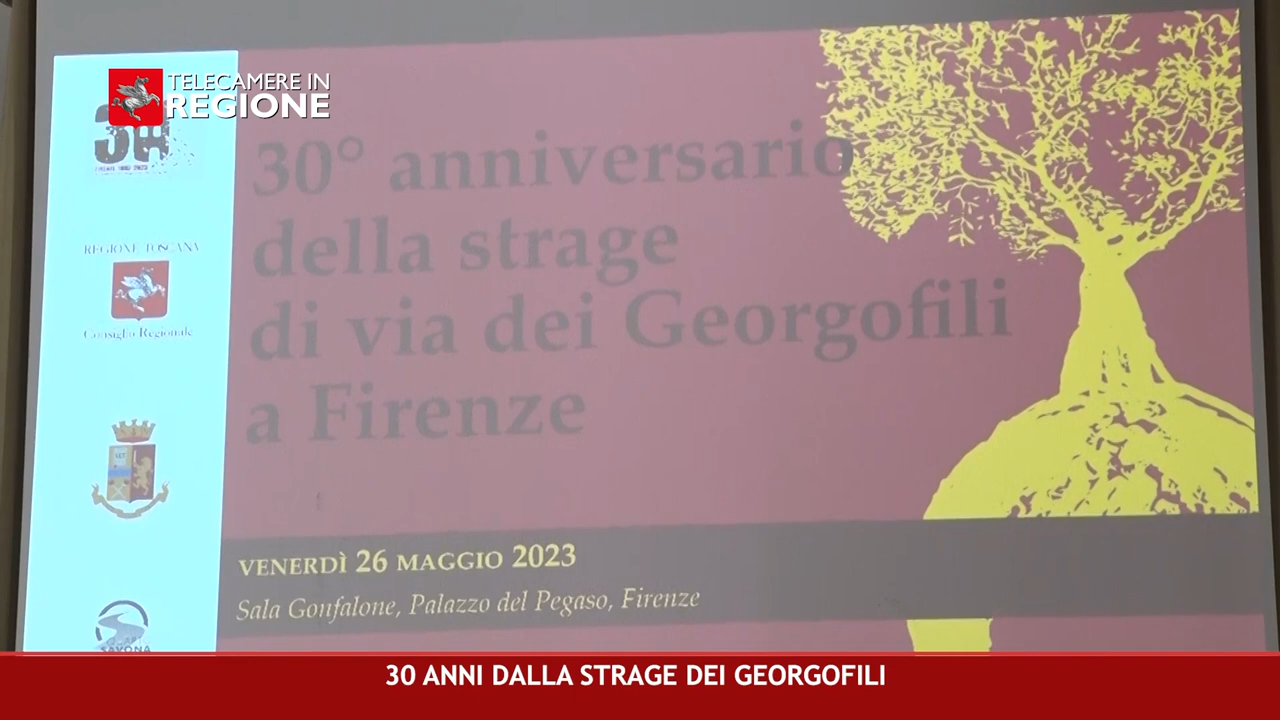 TELECAMERE IN
REGIONE
30° anniversario
della strage
di via dei Georgofili
a Firenze
REGIONE TOSCANA
Consiglio Regionale
VENERDÌ 26 MAGGIO 2023
Sala Gonfalone, Palazzo del Pegaso, Firenze
SAVONA
30 ANNI DALLA STRAGE DEI GEORGOFILI